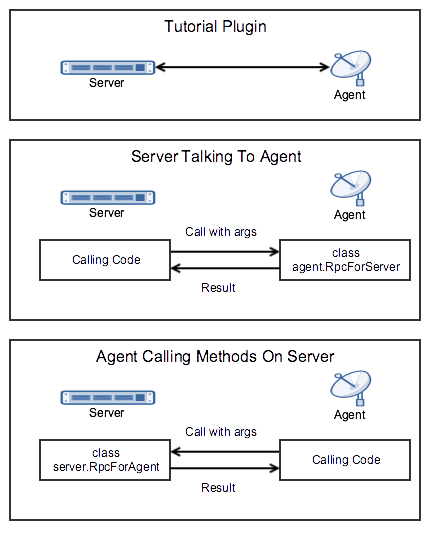 Tutorial Plugin
Server
Agent
Server Talking To Agent
Server
Agent
Call with args
Calling Code
class
agent.RpcForServer
Result
Agent Calling Methods On Server
Server
Agent
Call with args
class
server.RpcForAgent
Calling Code
Result